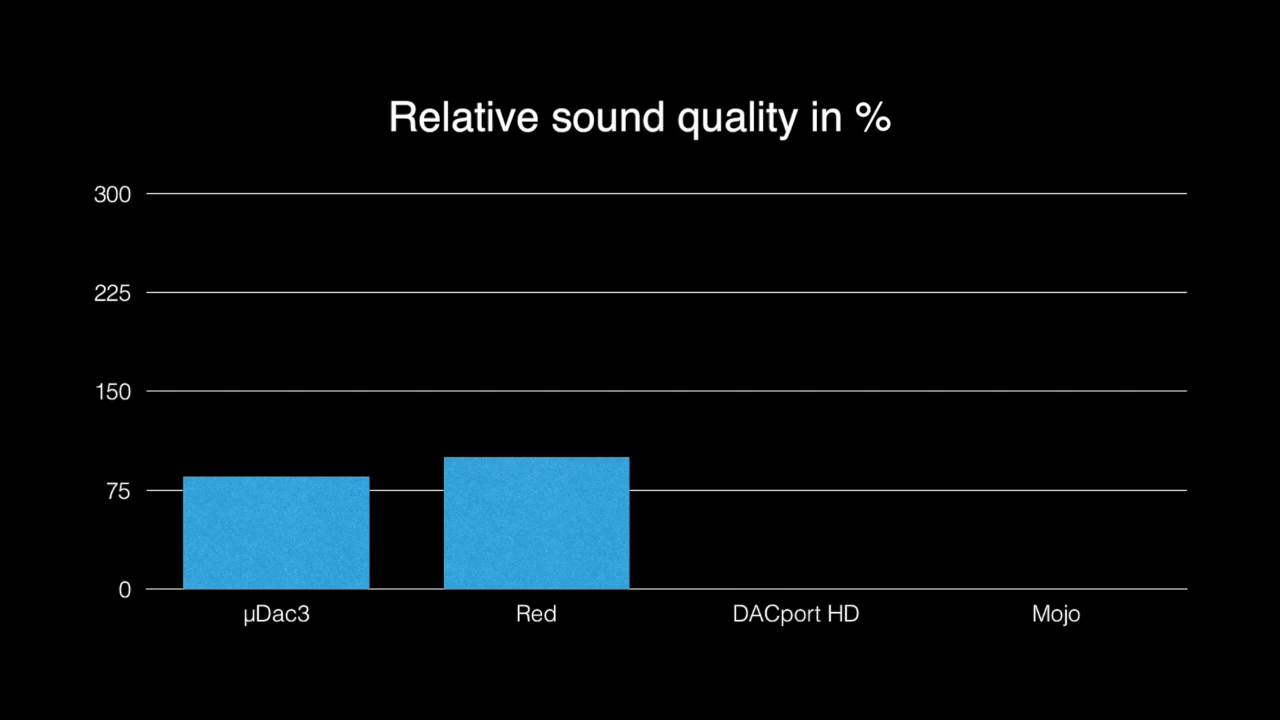 Relative sound quality in %
300
225
150
75
0
µDac3
Red
DACport HD
Mojo